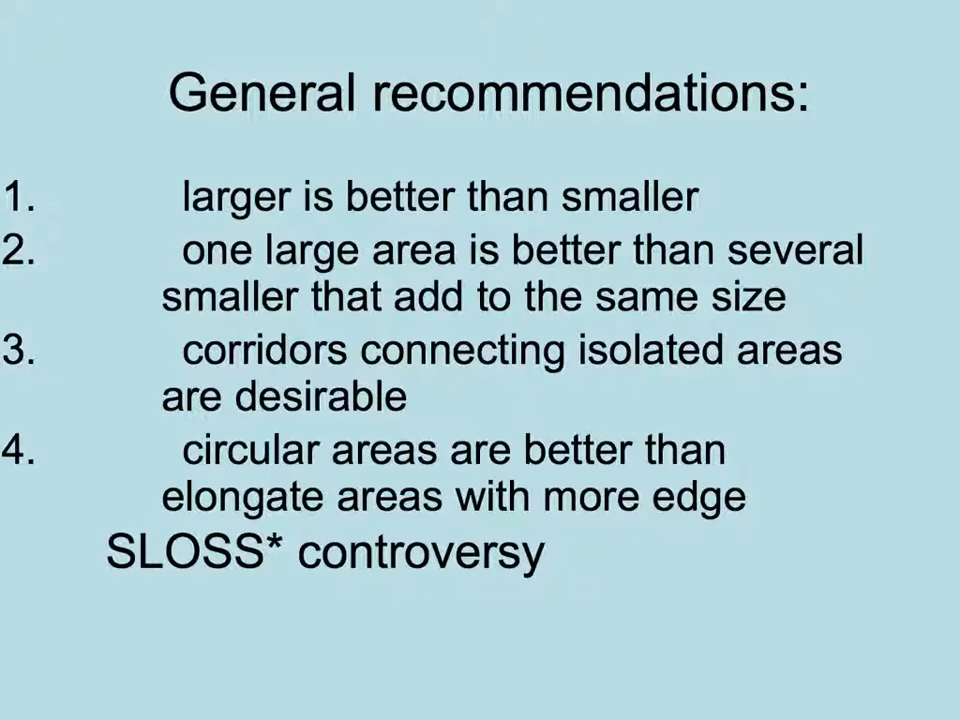 General recommendations:
1. larger is better than smaller
2. one large area is better than several
smaller that add to the same size
3. corridors connecting isolated areas
are desirable
4. circular areas are better than
elongate areas with more edge
SLOSS* controversy